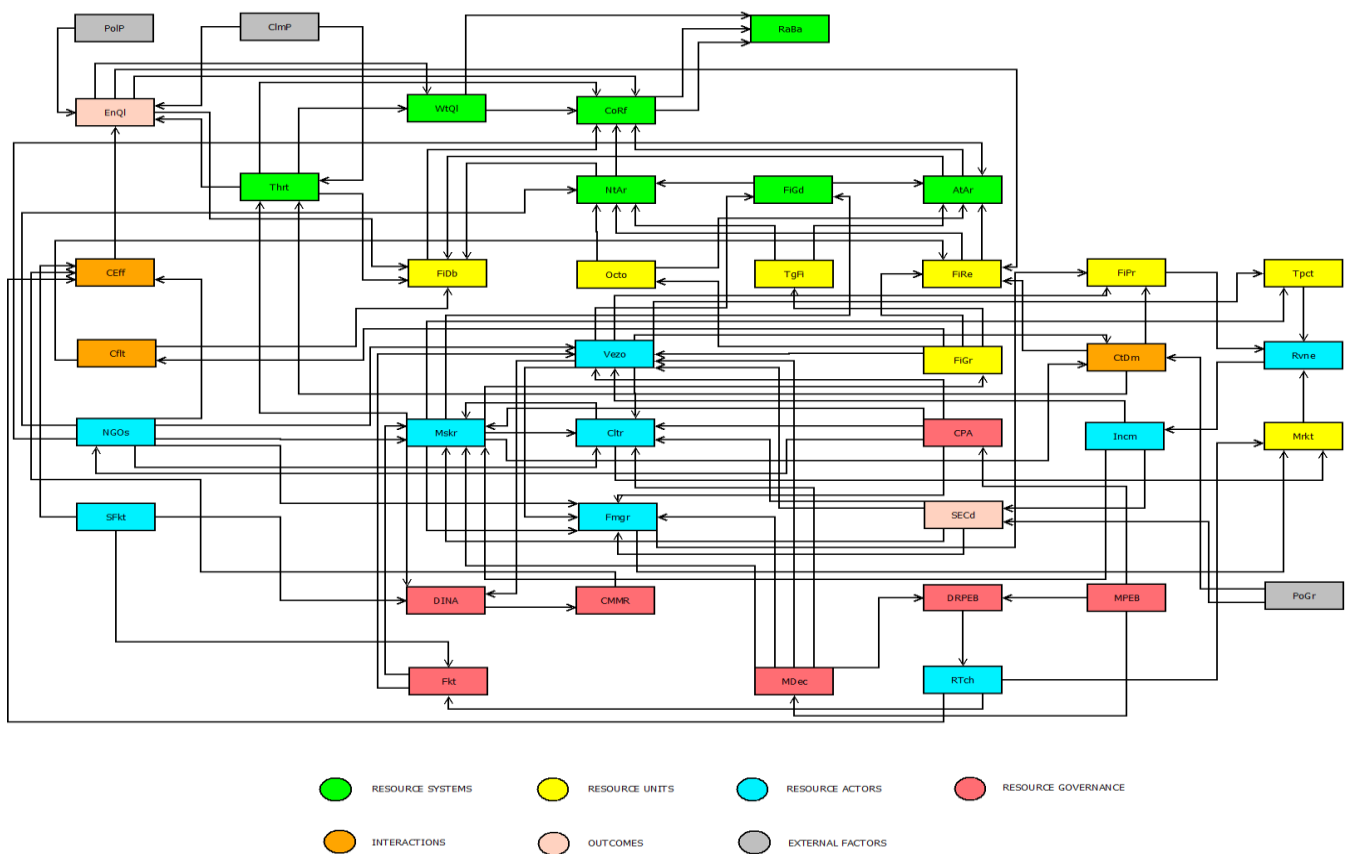 PolP
ClmP
RaBa
EnQl
WtQl
CoRf
Thrt
NtAr
FiGd
AtAr
CEff
FiDb
Octo
TgFi
FiRe
FiPr
Tpct
Cflt
Vezo
FiGr
CtDm
Rvne
NGOs
Mskr
Cltr
CPA
Incm
Mrkt
SFkt
Fmgr
SECd
DINA
CMMR
DRPEB
MPEB
PoGr
Fkt
MDec
RTch
RESOURCE SYSTEMS
RESOURCE UNITS
RESOURCE ACTORS
RESOURCE GOVERNANCE
INTERACTIONS
OUTCOMES
EXTERNAL FACTORS